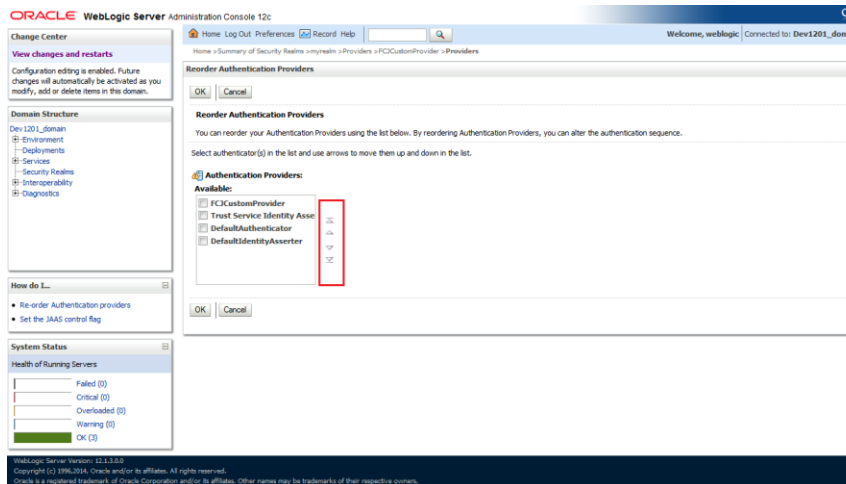 ORACLE WebLogic Server Administration Console 12c
Change Center
View changes and restarts
Configuration editing is enabled. Future
changes will automatically be activated as you
modify, add or delete items in this domain.
Domain Structure
Dev1201_domain
Environment
Deployments
Services
Security Realms
Interoperability
Diagnostics
How do I...
Re-order Authentication providers
Set the JAAS control flag
System Status
Health of Running Servers
Failed (0)
Critical (0)
Overloaded (0)
Warning (0)
OK (3)
Home Log Out Preferences Record Help
Welcome, weblogic Connected to: Dev1201_dom
Home >Summary of Security Realms >myrealm >Providers >FCJCustomProvider >Providers
Reorder Authentication Providers
OK Cancel
Reorder Authentication Providers
You can reorder your Authentication Providers using the list below. By reordering Authentication Providers, you can alter the authentication sequence.
Select authenticator(s) in the list and use arrows to move them up and down in the list.
Authentication Providers:
Available:
FCJCustomProvider
Trust Service Identity Asse
DefaultAuthenticator
DefaultIdentityAsserter
OK Cancel
WebLogic Server Version: 12.1.3.0.0
Copyright (c) 1996,2014, Oracle and/or its affiliates. All rights reserved.
Oracle is a registered trademark of Oracle Corporation and/or its affiliates. Other names may be trademarks of their respective owners.